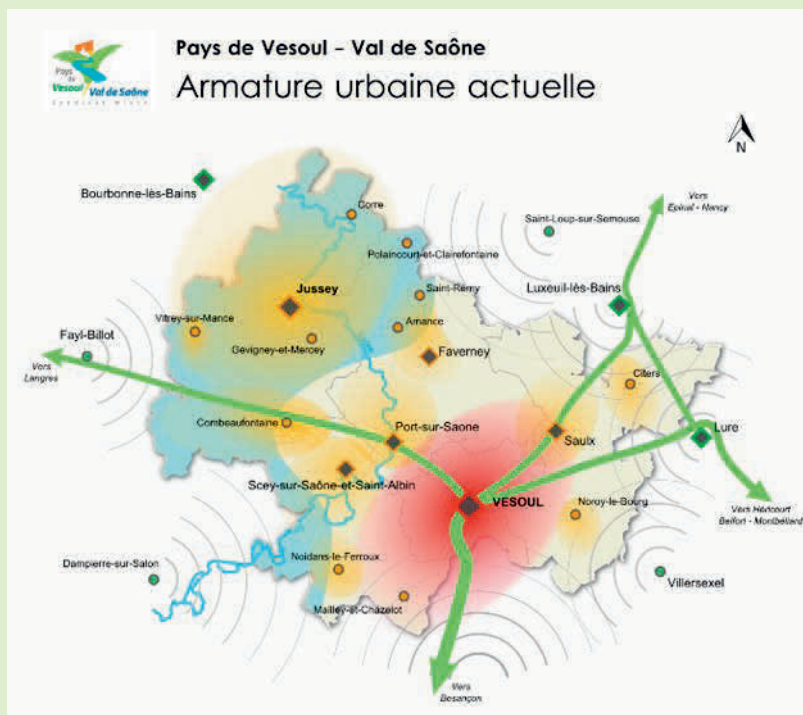 Pays de Vesoul – Val de Saône
Armature urbaine actuelle
Pays
de
Vesoul
Val de Saône
Syndicat Mixte
N
Bourbonne-lès-Bains
Corre
Vers
Epinal - Nancy
Saint-Loup-sur-Semouse
Polaincourt-et-Clairefontaine
Saint-Rémy
Luxeuil-lès-Bains
Jussey
Vitrey-sur-Mance
Amance
Fayl-Billot
Gevigney-et-Mercey
Faverney
Vers
Langres
Citers
Combeaufontaine
Port-sur-Saone
Saulx
Lure
Scey-sur-Saône-et-Saint-Albin
VESOUL
Noroy-le-Bourg
Vers Héricourt
Belfort - Montbéliard
Dampierre-sur-Salon
Noidans-le-Ferroux
Villersexel
Mailley-et-Chazelot
Vers
Besançon